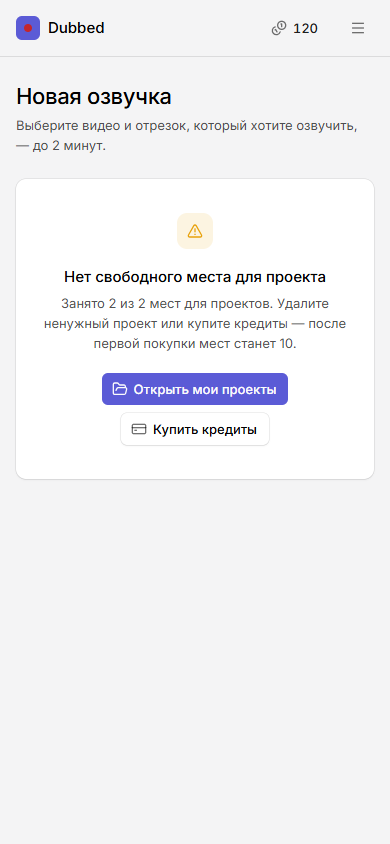 Dubbed
120
Новая озвучка
Выберите видео и отрезок, который хотите озвучить,
— до 2 минут.
Нет свободного места для проекта
Занято 2 из 2 мест для проектов. Удалите
ненужный проект или купите кредиты — после
первой покупки мест станет 10.
Открыть мои проекты
Купить кредиты